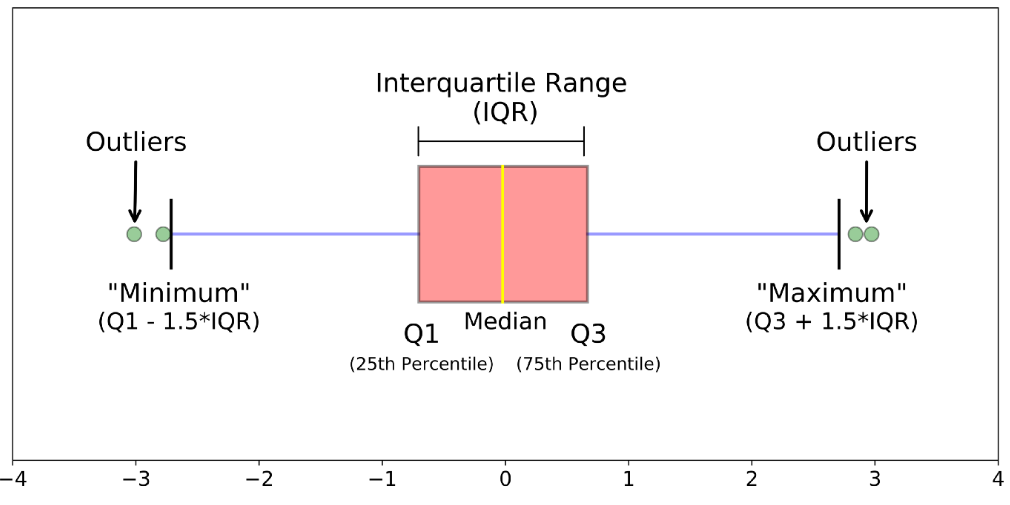 Interquartile Range
(IQR)
Outliers
Outliers
"Minimum"
(Q1 - 1.5*IQR)
"Maximum"
(Q3 + 1.5*IQR)
Q1
Median
Q3
(25th Percentile)
(75th Percentile)
−4 −3 −2 −1 0 1 2 3 4